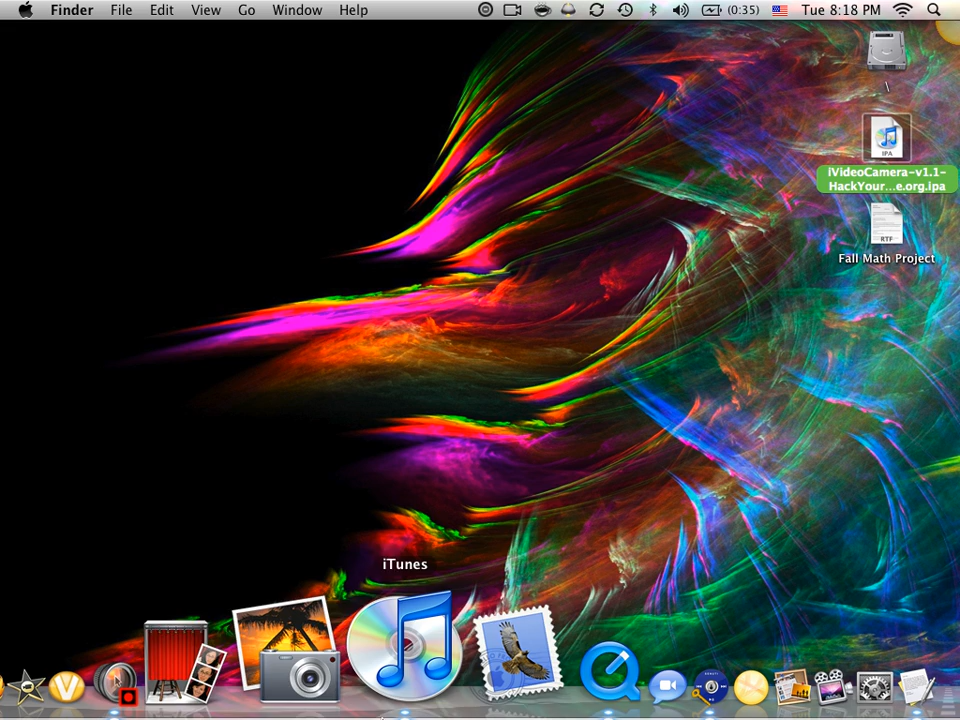 Finder File Edit View Go Window Help (0:35) Tue 8:18 PM
\
IPA
iVideoCamera-v1.1-
HackYour...e.org.ipa
RTF
Fall Math Project
iTunes
V